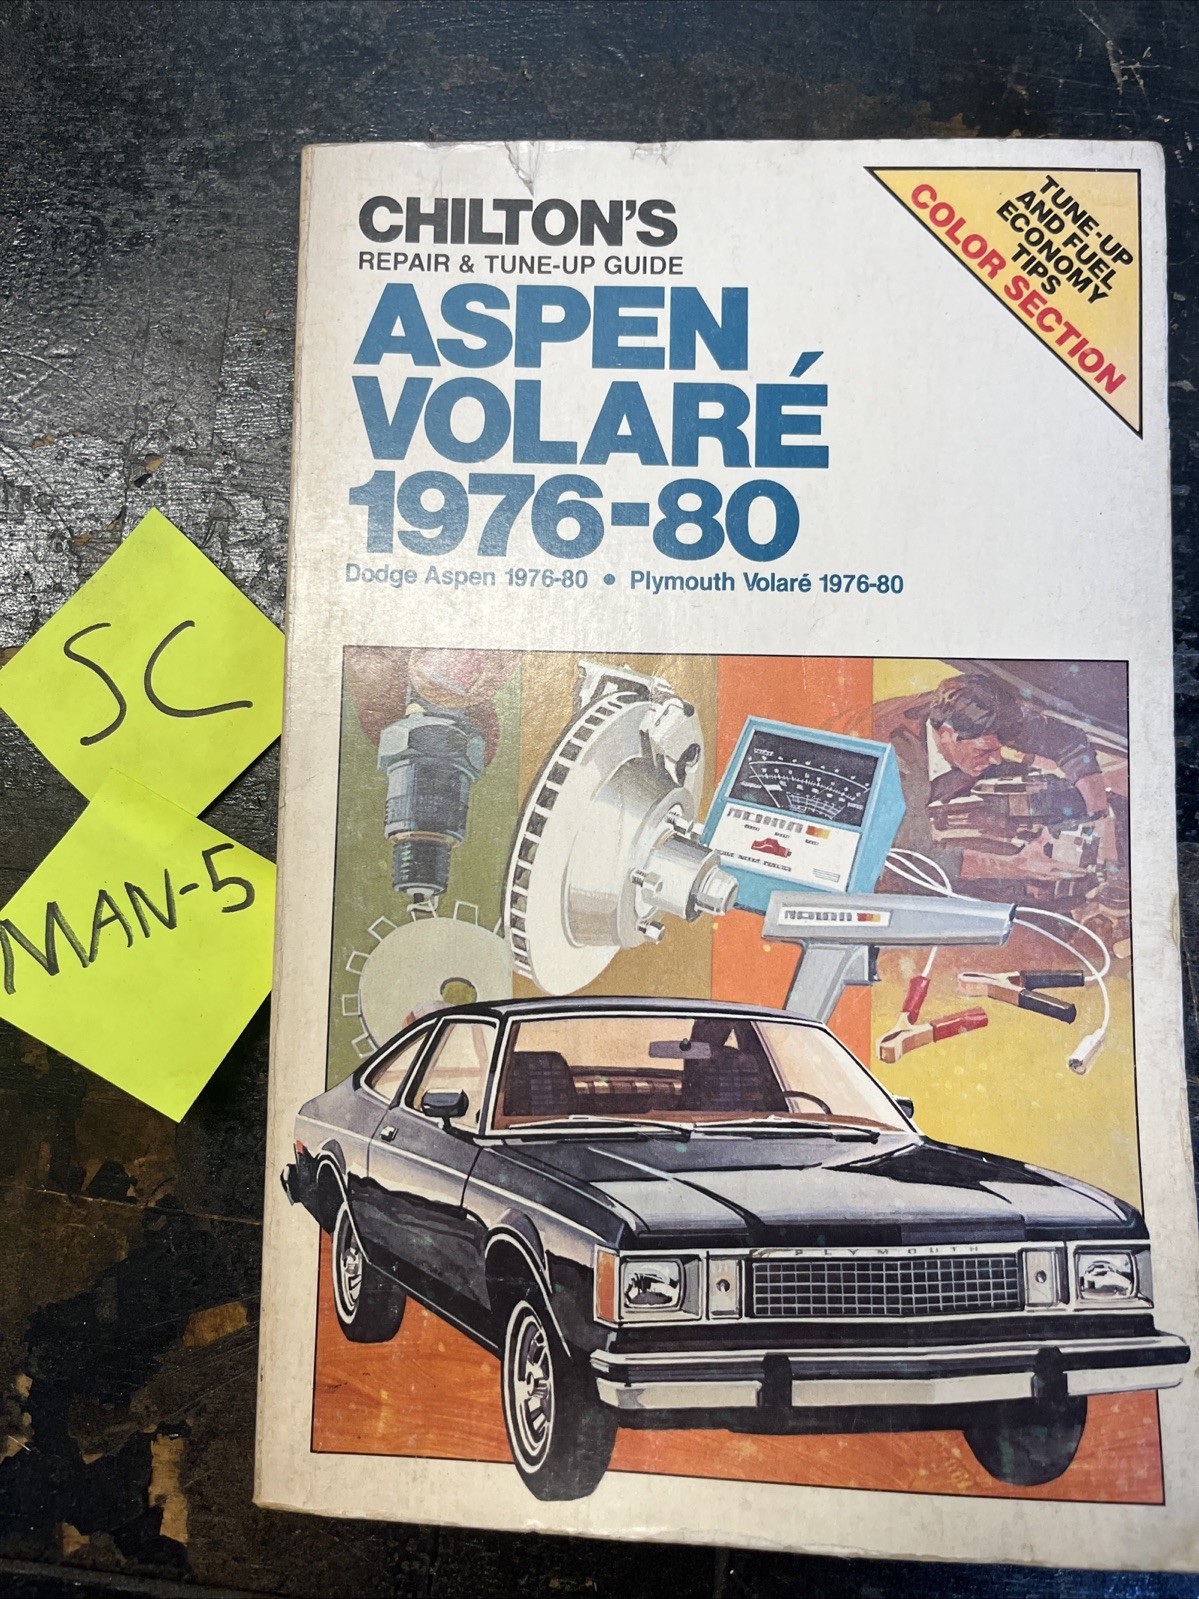 CHILTON'S
REPAIR & TUNE-UP GUIDE
ASPEN
VOLARÉ
1976-80
Dodge Aspen 1976-80 • Plymouth Volaré 1976-80
TUNE-UP
AND FUEL
ECONOMY
TIPS
COLOR SECTION
SC
MAN-5
PLYMOUTH